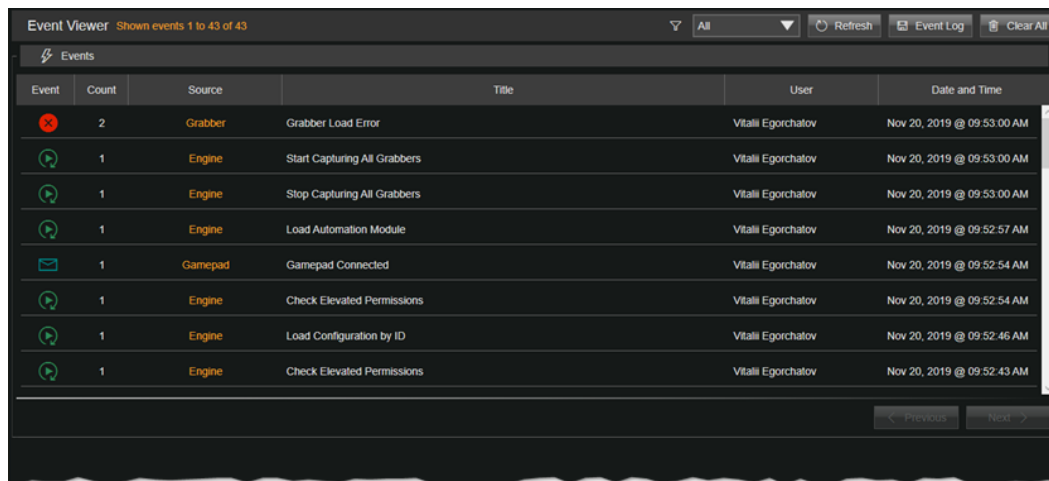 Event Viewer Shown events 1 to 43 of 43 All Refresh Event Log Clear All
Events
Event Count Source Title User Date and Time
2 Grabber Grabber Load Error Vitalii Egorchatov Nov 20, 2019 @ 09:53:00 AM
1 Engine Start Capturing All Grabbers Vitalii Egorchatov Nov 20, 2019 @ 09:53:00 AM
1 Engine Stop Capturing All Grabbers Vitalii Egorchatov Nov 20, 2019 @ 09:53:00 AM
1 Engine Load Automation Module Vitalii Egorchatov Nov 20, 2019 @ 09:52:57 AM
1 Gamepad Gamepad Connected Vitalii Egorchatov Nov 20, 2019 @ 09:52:54 AM
1 Engine Check Elevated Permissions Vitalii Egorchatov Nov 20, 2019 @ 09:52:54 AM
1 Engine Load Configuration by ID Vitalii Egorchatov Nov 20, 2019 @ 09:52:46 AM
1 Engine Check Elevated Permissions Vitalii Egorchatov Nov 20, 2019 @ 09:52:43 AM
Previous Next